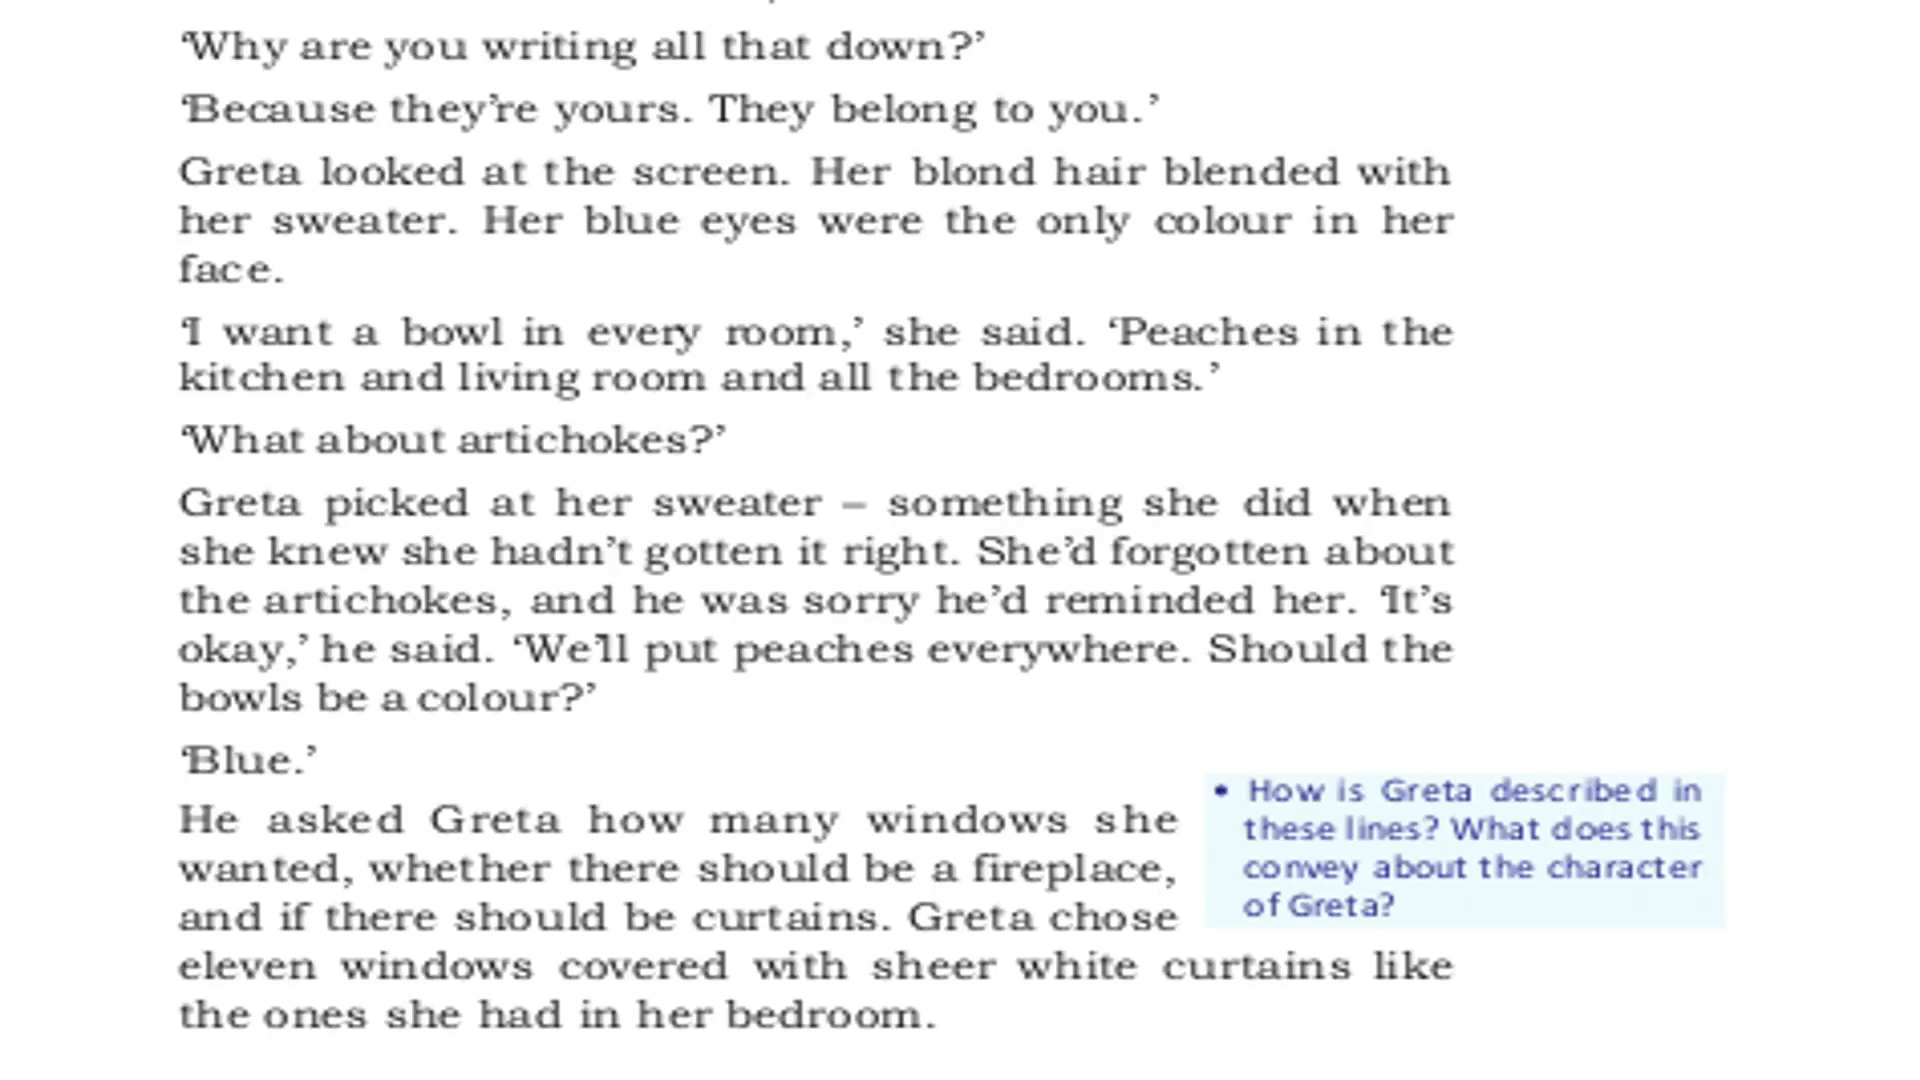 ‘Why are you writing all that down?’
‘Because they’re yours. They belong to you.’
Greta looked at the screen. Her blond hair blended with
her sweater. Her blue eyes were the only colour in her
face.
‘I want a bowl in every room,’ she said. ‘Peaches in the
kitchen and living room and all the bedrooms.’
‘What about artichokes?’
Greta picked at her sweater – something she did when
she knew she hadn’t gotten it right. She’d forgotten about
the artichokes, and he was sorry he’d reminded her. ‘It’s
okay,’ he said. ‘We’ll put peaches everywhere. Should the
bowls be a colour?’
‘Blue.’
He asked Greta how many windows she
wanted, whether there should be a fireplace,
and if there should be curtains. Greta chose
eleven windows covered with sheer white curtains like
the ones she had in her bedroom.
• How is Greta described in
these lines? What does this
convey about the character
of Greta?